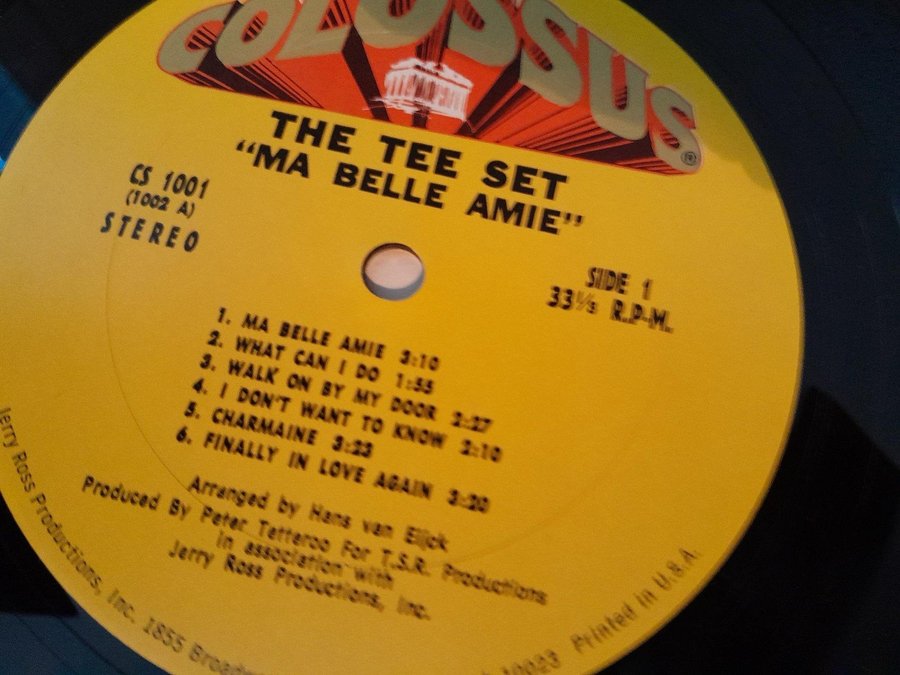 COLOSSUS
®
THE TEE SET
"MA BELLE AMIE"
CS 1001
(1002 A)
STEREO
SIDE 1
33⅓ R.P.M.
1. MA BELLE AMIE 3:10
2. WHAT CAN I DO 1:55
3. WALK ON BY MY DOOR 2:27
4. I DON'T WANT TO KNOW 2:10
5. CHARMAINE 3:23
6. FINALLY IN LOVE AGAIN 3:20
Arranged by Hans van Eijck
Produced By Peter Tetteroo For T.S.R. Productions
In association with
Jerry Ross Productions, Inc.
Jerry Ross Productions, Inc. 1855 Broadw 10023 Printed in U.S.A.